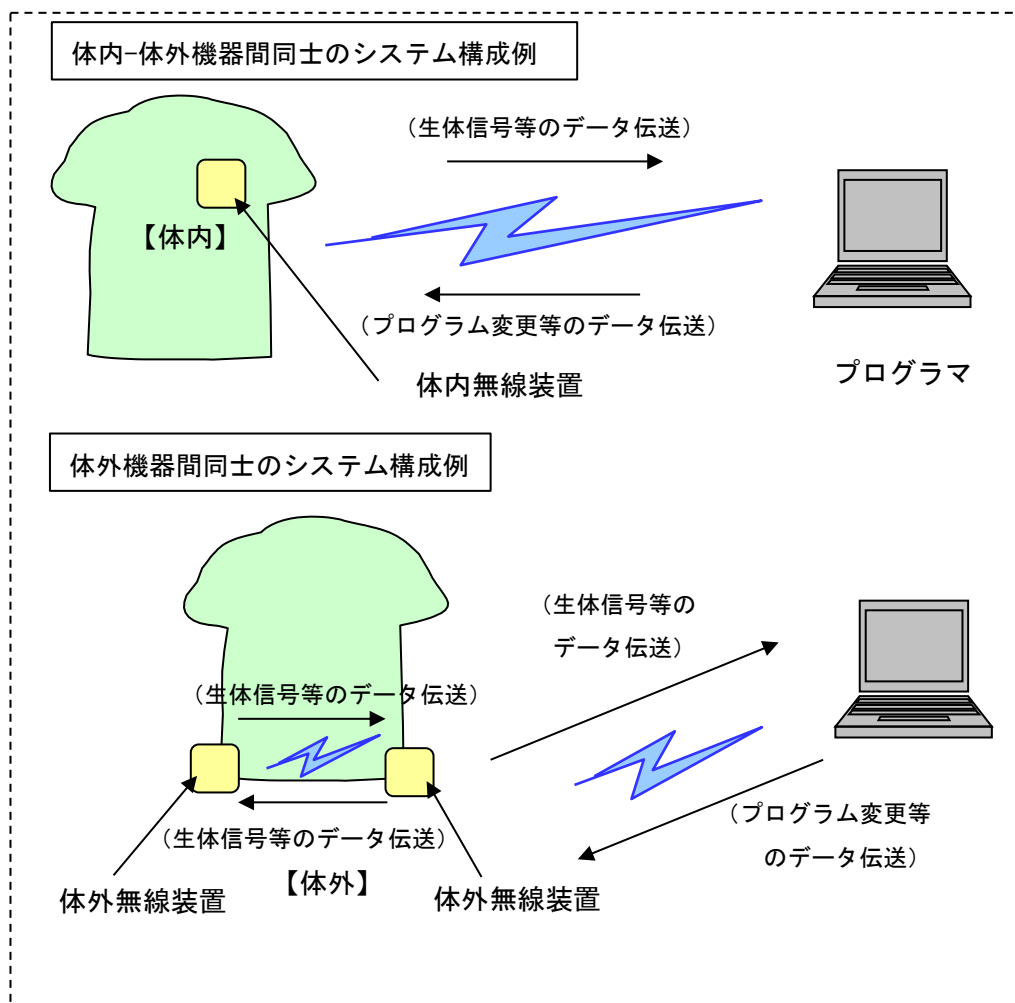 体内-体外機器間同士のシステム構成例
（生体信号等のデータ伝送）
【体内】
（プログラム変更等のデータ伝送）
体内無線装置
プログラマ
体外機器間同士のシステム構成例
（生体信号等の
データ伝送）
（生体信号等のデータ伝送）
（生体信号等のデータ伝送）
【体外】
体外無線装置
体外無線装置
（プログラム変更等
のデータ伝送）